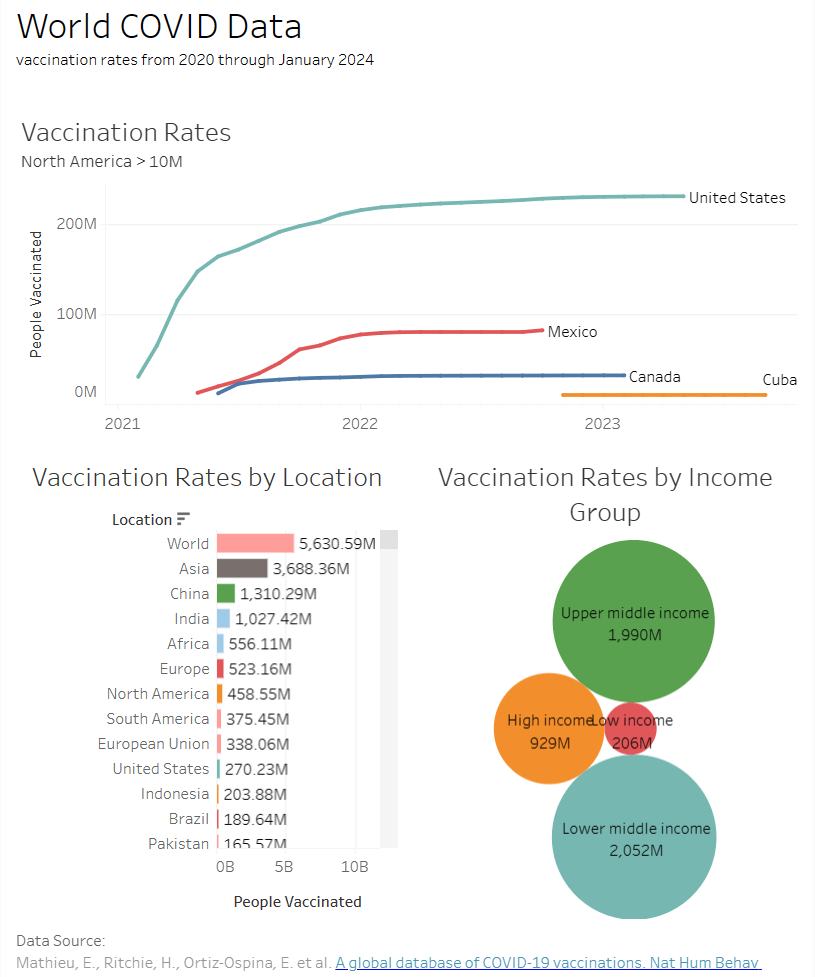 World COVID Data
vaccination rates from 2020 through January 2024
Vaccination Rates
North America > 10M
People Vaccinated
200M
100M
0M
United States
Mexico
Canada
Cuba
2021
2022
2023
Vaccination Rates by Location
Location
World 5,630.59M
Asia 3,688.36M
China 1,310.29M
India 1,027.42M
Africa 556.11M
Europe 523.16M
North America 458.55M
South America 375.45M
European Union 338.06M
United States 270.23M
Indonesia 203.88M
Brazil 189.64M
Pakistan 165.57M
0B 5B 10B
People Vaccinated
Vaccination Rates by Income
Group
Upper middle income
1,990M
High income
929M
Low income
206M
Lower middle income
2,052M
Data Source:
Mathieu, E., Ritchie, H., Ortiz-Ospina, E. et al. A global database of COVID-19 vaccinations. Nat Hum Behav